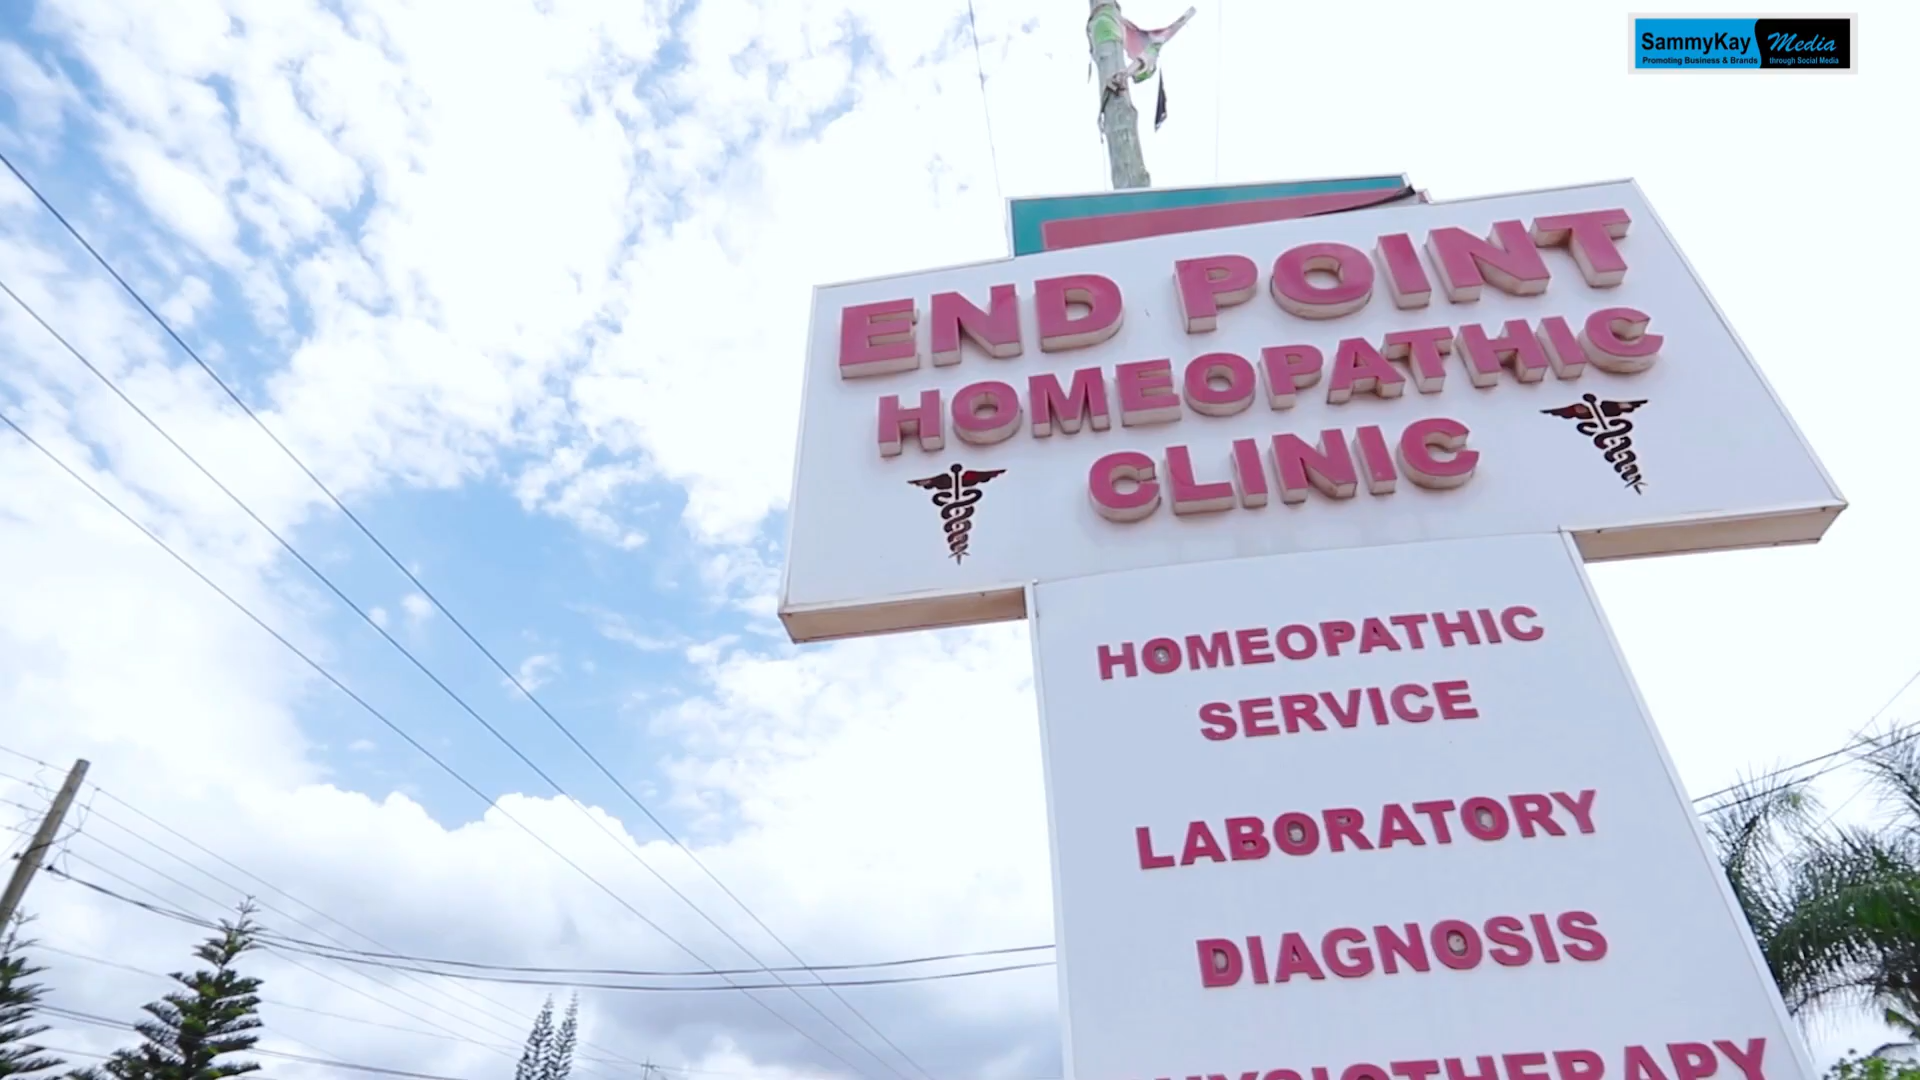 SammyKay Media
Promoting Business & Brands through Social Media
END POINT
HOMEOPATHIC
CLINIC
HOMEOPATHIC
SERVICE
LABORATORY
DIAGNOSIS